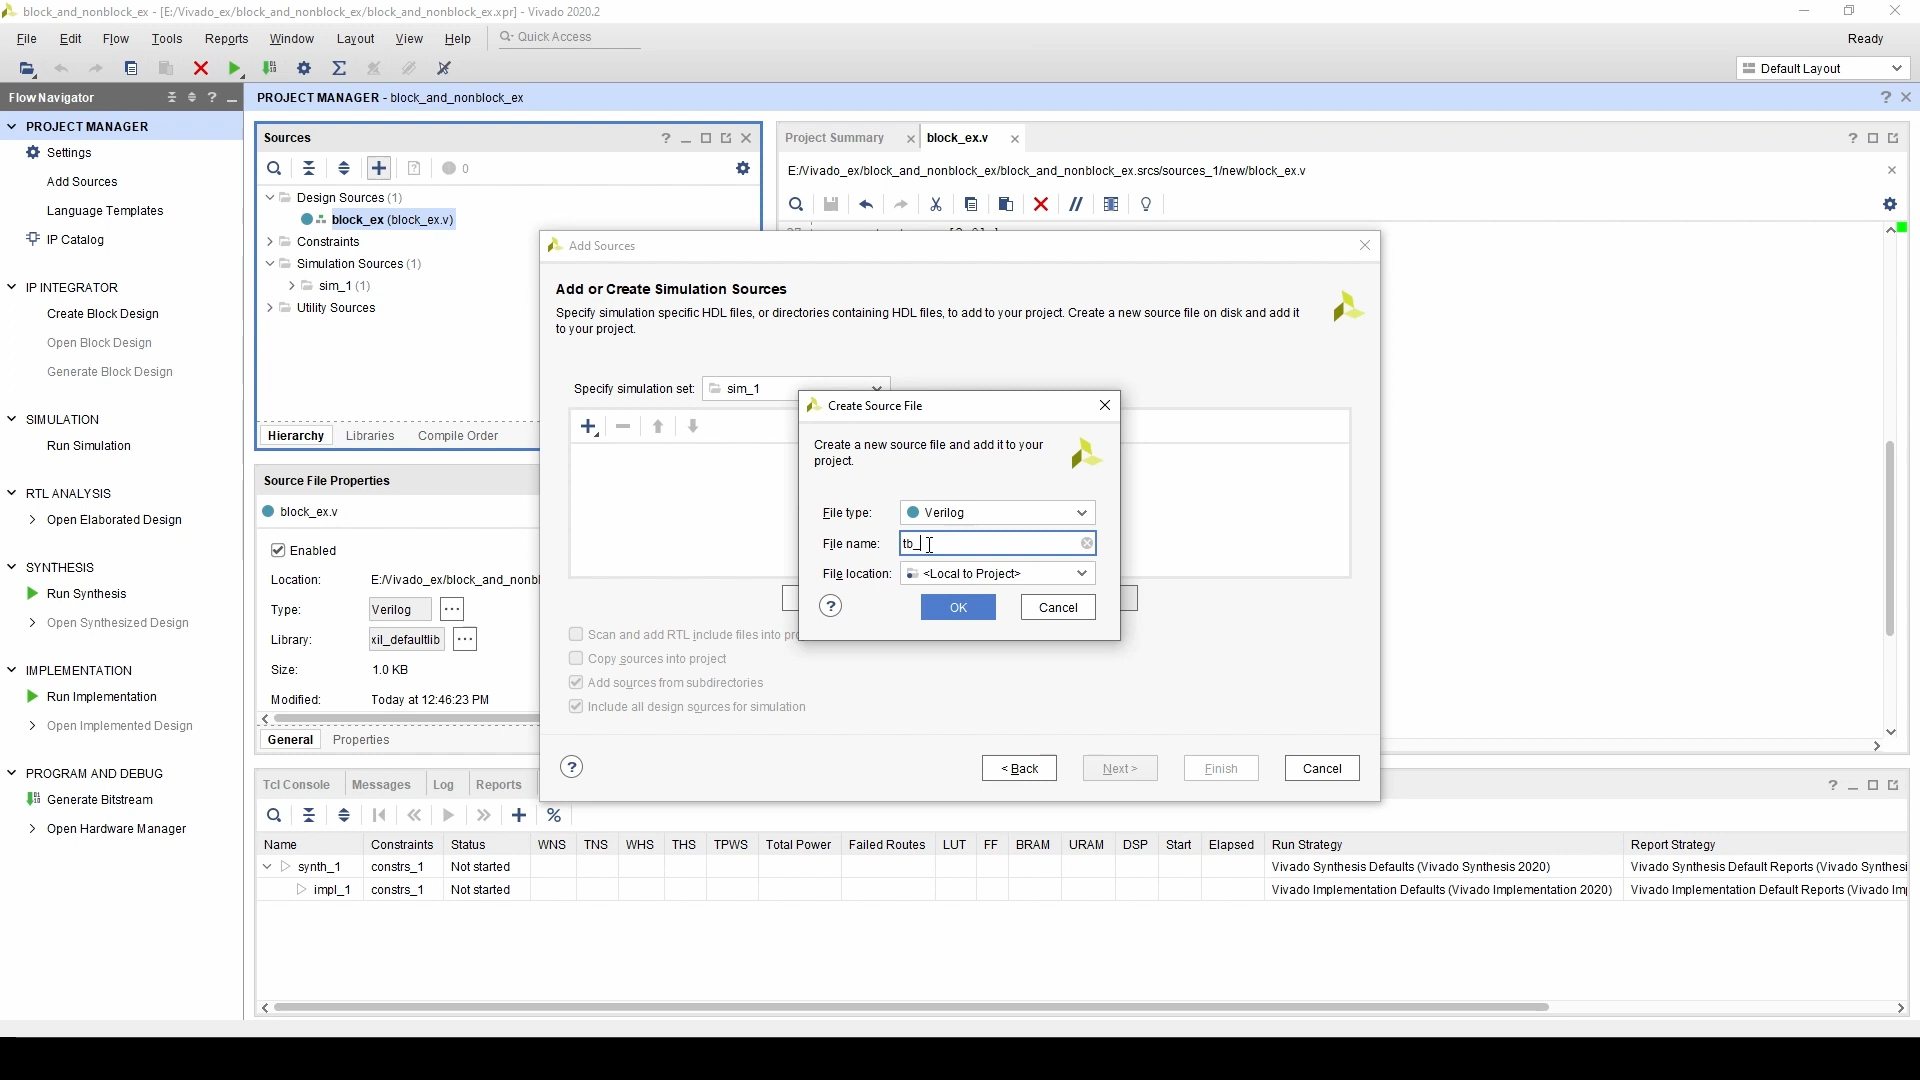 block_and_nonblock_ex - [E:/Vivado_ex/block_and_nonblock_ex/block_and_nonblock_ex.xpr] - Vivado 2020.2
File Edit Flow Tools Reports Window Layout View Help Quick Access Ready
Default Layout
Flow Navigator
PROJECT MANAGER
Settings
Add Sources
Language Templates
IP Catalog
IP INTEGRATOR
Create Block Design
Open Block Design
Generate Block Design
SIMULATION
Run Simulation
RTL ANALYSIS
Open Elaborated Design
SYNTHESIS
Run Synthesis
Open Synthesized Design
IMPLEMENTATION
Run Implementation
Open Implemented Design
PROGRAM AND DEBUG
Generate Bitstream
Open Hardware Manager
PROJECT MANAGER - block_and_nonblock_ex
Sources
0
Design Sources (1)
block_ex (block_ex.v)
Constraints
Simulation Sources (1)
sim_1 (1)
Utility Sources
Hierarchy Libraries Compile Order
Source File Properties
block_ex.v
Enabled
Location: E:/Vivado_ex/block_and_nonbl
Type: Verilog
Library: xil_defaultlib
Size: 1.0 KB
Modified: Today at 12:46:23 PM
General Properties
Project Summary block_ex.v
E:/Vivado_ex/block_and_nonblock_ex/block_and_nonblock_ex.srcs/sources_1/new/block_ex.v
Add Sources
Add or Create Simulation Sources
Specify simulation specific HDL files, or directories containing HDL files, to add to your project. Create a new source file on disk and add it
to your project.
Specify simulation set: sim_1
Scan and add RTL include files into pro
Copy sources into project
Add sources from subdirectories
Include all design sources for simulation
< Back Next > Finish Cancel
Create Source File
Create a new source file and add it to your
project.
File type: Verilog
File name: tb_
File location: <Local to Project>
OK Cancel
Tcl Console Messages Log Reports
Name Constraints Status WNS TNS WHS THS TPWS Total Power Failed Routes LUT FF BRAM URAM DSP Start Elapsed Run Strategy Report Strategy
synth_1 constrs_1 Not started Vivado Synthesis Defaults (Vivado Synthesis 2020) Vivado Synthesis Default Reports (Vivado Synthesi
impl_1 constrs_1 Not started Vivado Implementation Defaults (Vivado Implementation 2020) Vivado Implementation Default Reports (Vivado Im